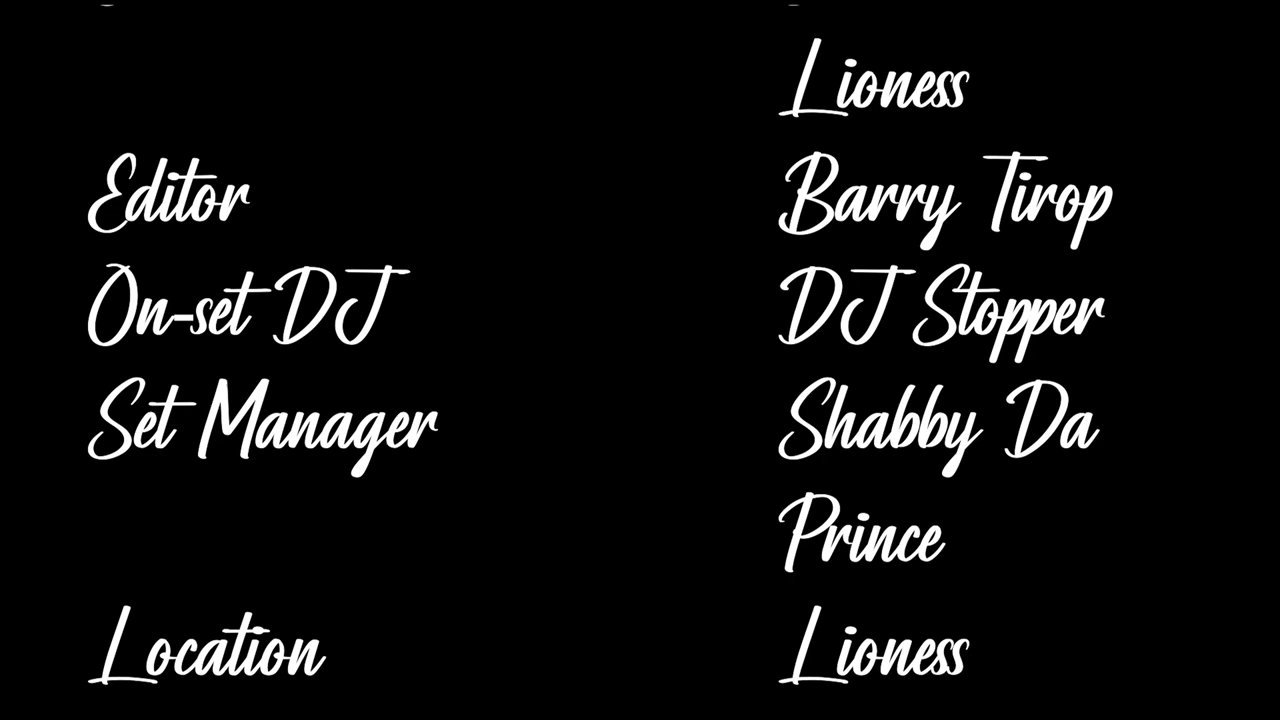 Lioness
Editor Barry Tirop
On-set DJ DJ Stopper
Set Manager Shabby Da
Prince
Location Lioness